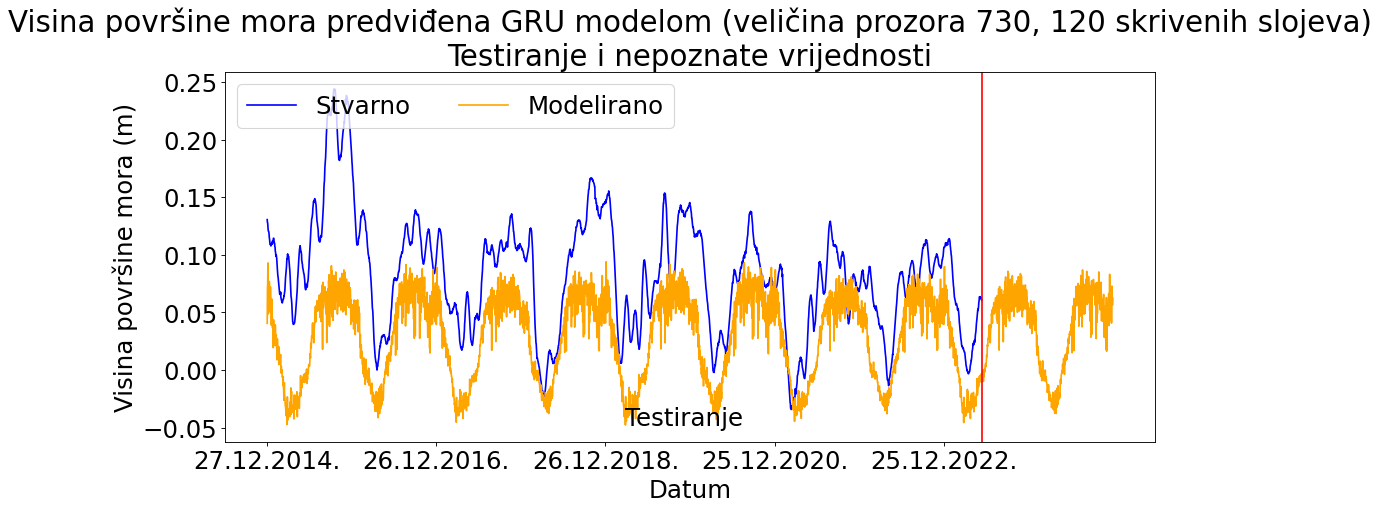 Visina površine mora predviđena GRU modelom (veličina prozora 730, 120 skrivenih slojeva)
Testiranje i nepoznate vrijednosti
Stvarno
Modelirano
Visina površine mora (m)
0.25
0.20
0.15
0.10
0.05
0.00
−0.05
Testiranje
27.12.2014.
26.12.2016.
26.12.2018.
25.12.2020.
25.12.2022.
Datum